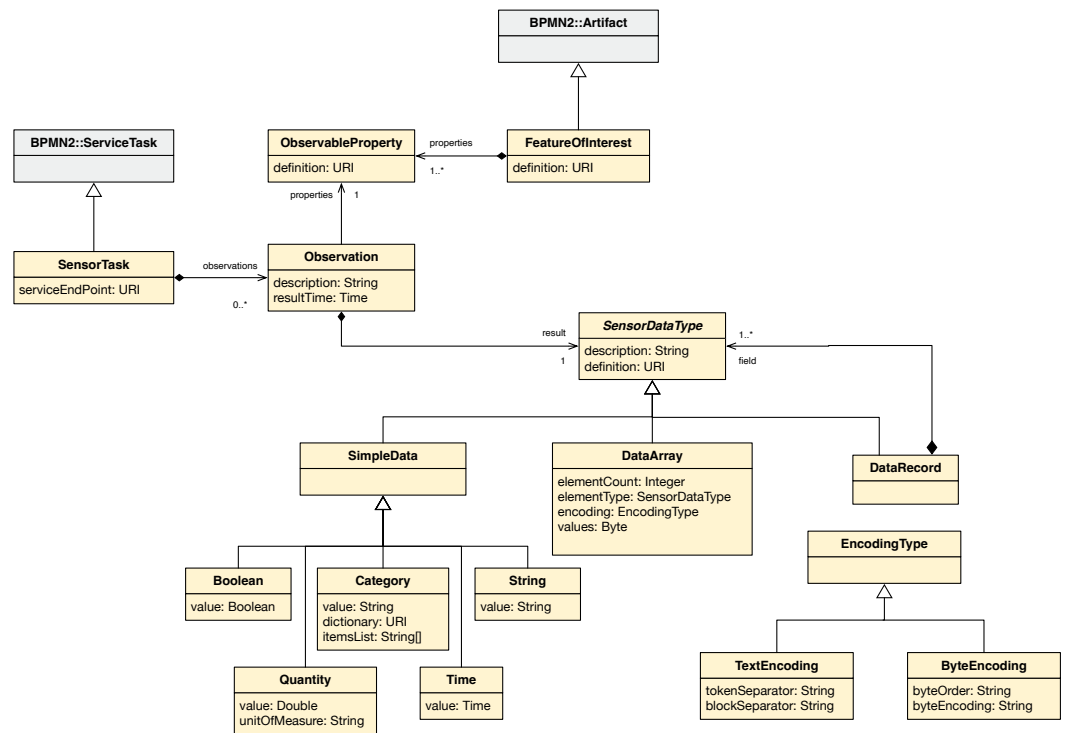 BPMN2::Artifact
BPMN2::ServiceTask
ObservableProperty
definition: URI
properties
1..*
FeatureOfInterest
definition: URI
properties
1
SensorTask
serviceEndPoint: URI
observations
0..*
Observation
description: String
resultTime: Time
result
1
SensorDataType
description: String
definition: URI
1..*
field
SimpleData
DataArray
elementCount: Integer
elementType: SensorDataType
encoding: EncodingType
values: Byte
DataRecord
EncodingType
Boolean
value: Boolean
Category
value: String
dictionary: URI
itemsList: String[]
String
value: String
Quantity
value: Double
unitOfMeasure: String
Time
value: Time
TextEncoding
tokenSeparator: String
blockSeparator: String
ByteEncoding
byteOrder: String
byteEncoding: String